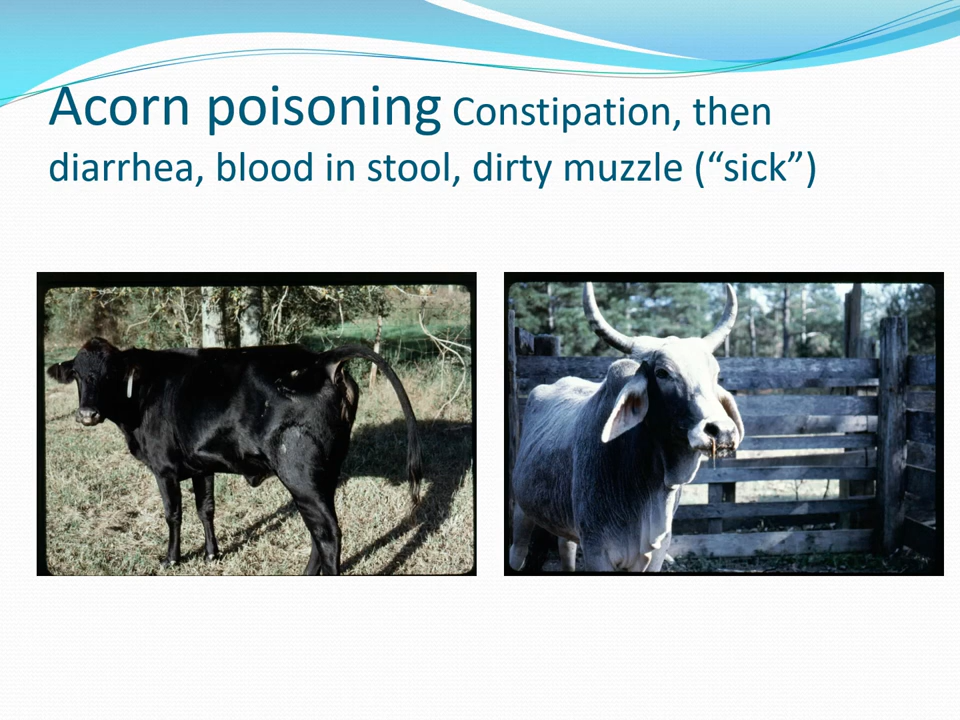 Acorn poisoning Constipation, then
diarrhea, blood in stool, dirty muzzle (“sick”)